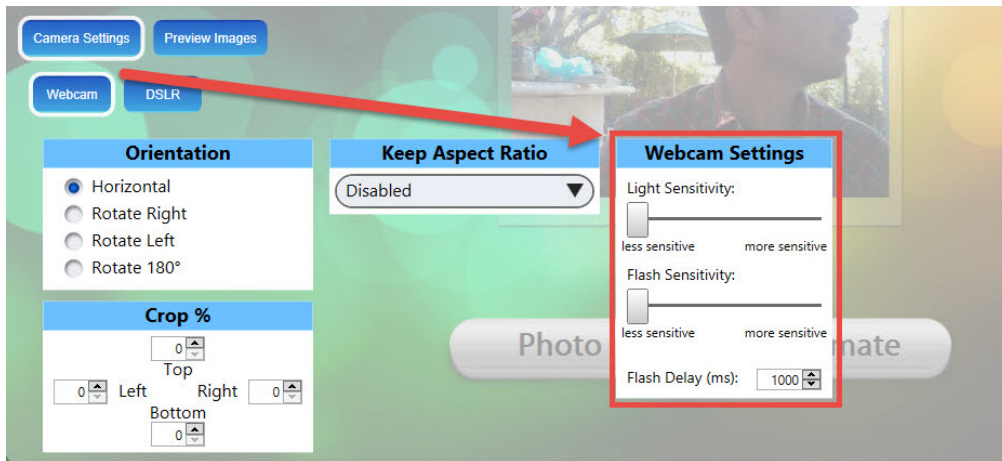 Camera Settings
Preview Images
Webcam
DSLR
Orientation
Horizontal
Rotate Right
Rotate Left
Rotate 180°
Crop %
0
Top
0 Left Right 0
Bottom
0
Keep Aspect Ratio
Disabled
Webcam Settings
Light Sensitivity:
less sensitive more sensitive
Flash Sensitivity:
less sensitive more sensitive
Flash Delay (ms): 1000
Photo